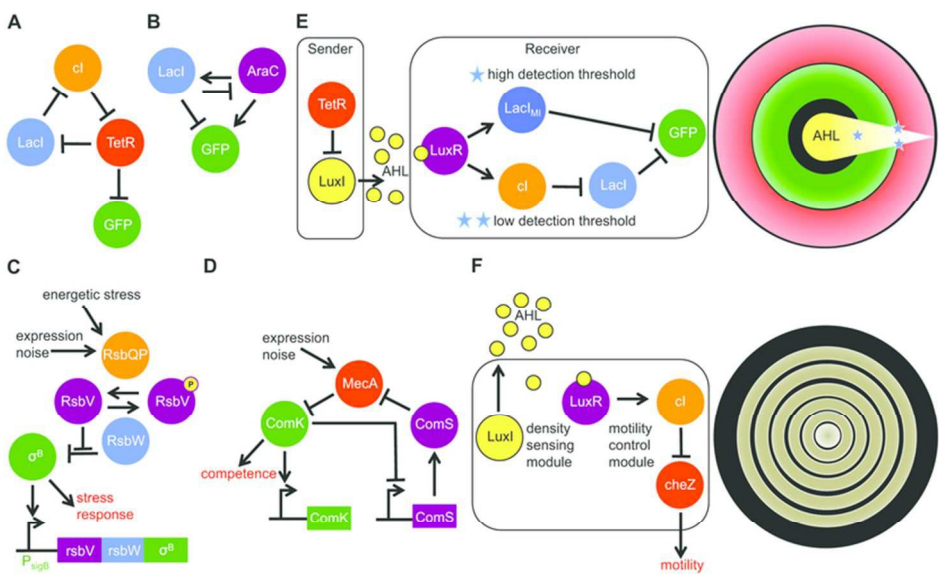 A
cI
LacI
TetR
GFP
B
LacI
AraC
GFP
E
Sender
TetR
LuxI
AHL
Receiver
high detection threshold
LacI_MI
LuxR
GFP
cI
LacI
low detection threshold
AHL
C
energetic stress
expression
noise
RsbQP
RsbV
RsbV
P
RsbW
σB
stress
response
PsigB
rsbV
rsbW
σB
D
expression
noise
MecA
ComK
ComS
competence
ComK
ComS
F
AHL
LuxR
cI
LuxI
density
sensing
module
motility
control
module
cheZ
motility